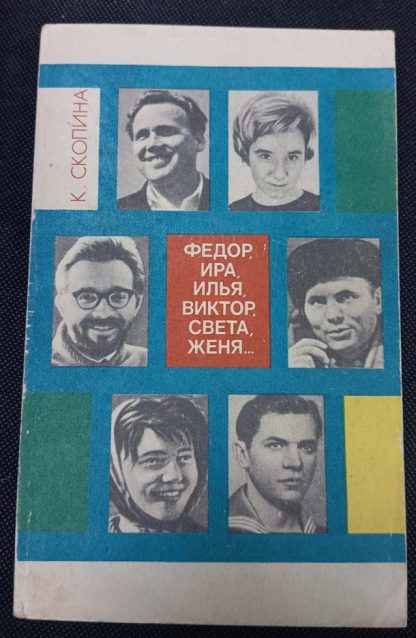 К. СКОПИНА
ФЕДОР,
ИРА,
ИЛЬЯ,
ВИКТОР,
СВЕТА,
ЖЕНЯ...